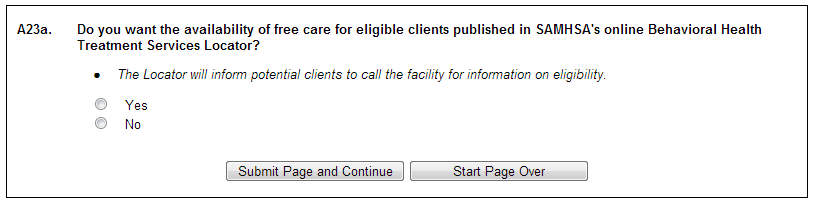 A23a. Do you want the availability of free care for eligible clients published in SAMHSA's online Behavioral Health
Treatment Services Locator?
• The Locator will inform potential clients to call the facility for information on eligibility.
Yes
No
Submit Page and Continue Start Page Over